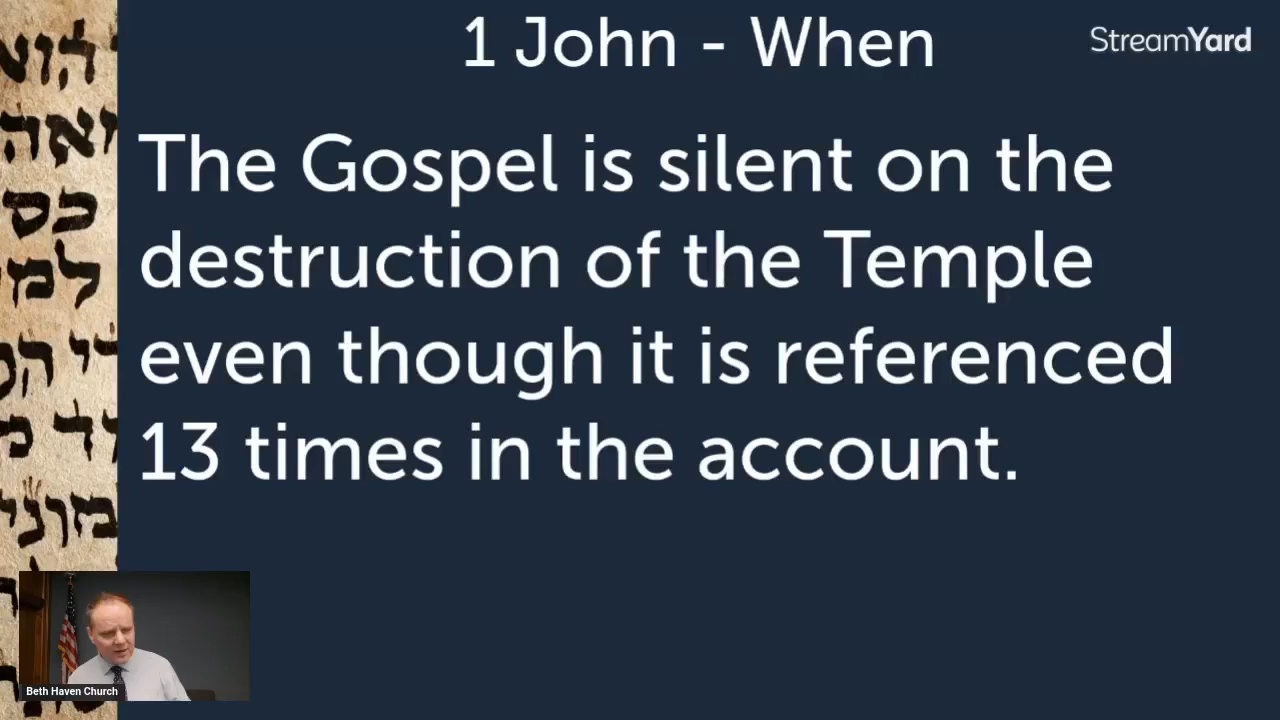 1 John - When
StreamYard
The Gospel is silent on the
destruction of the Temple
even though it is referenced
13 times in the account.
כס
Beth Haven Church